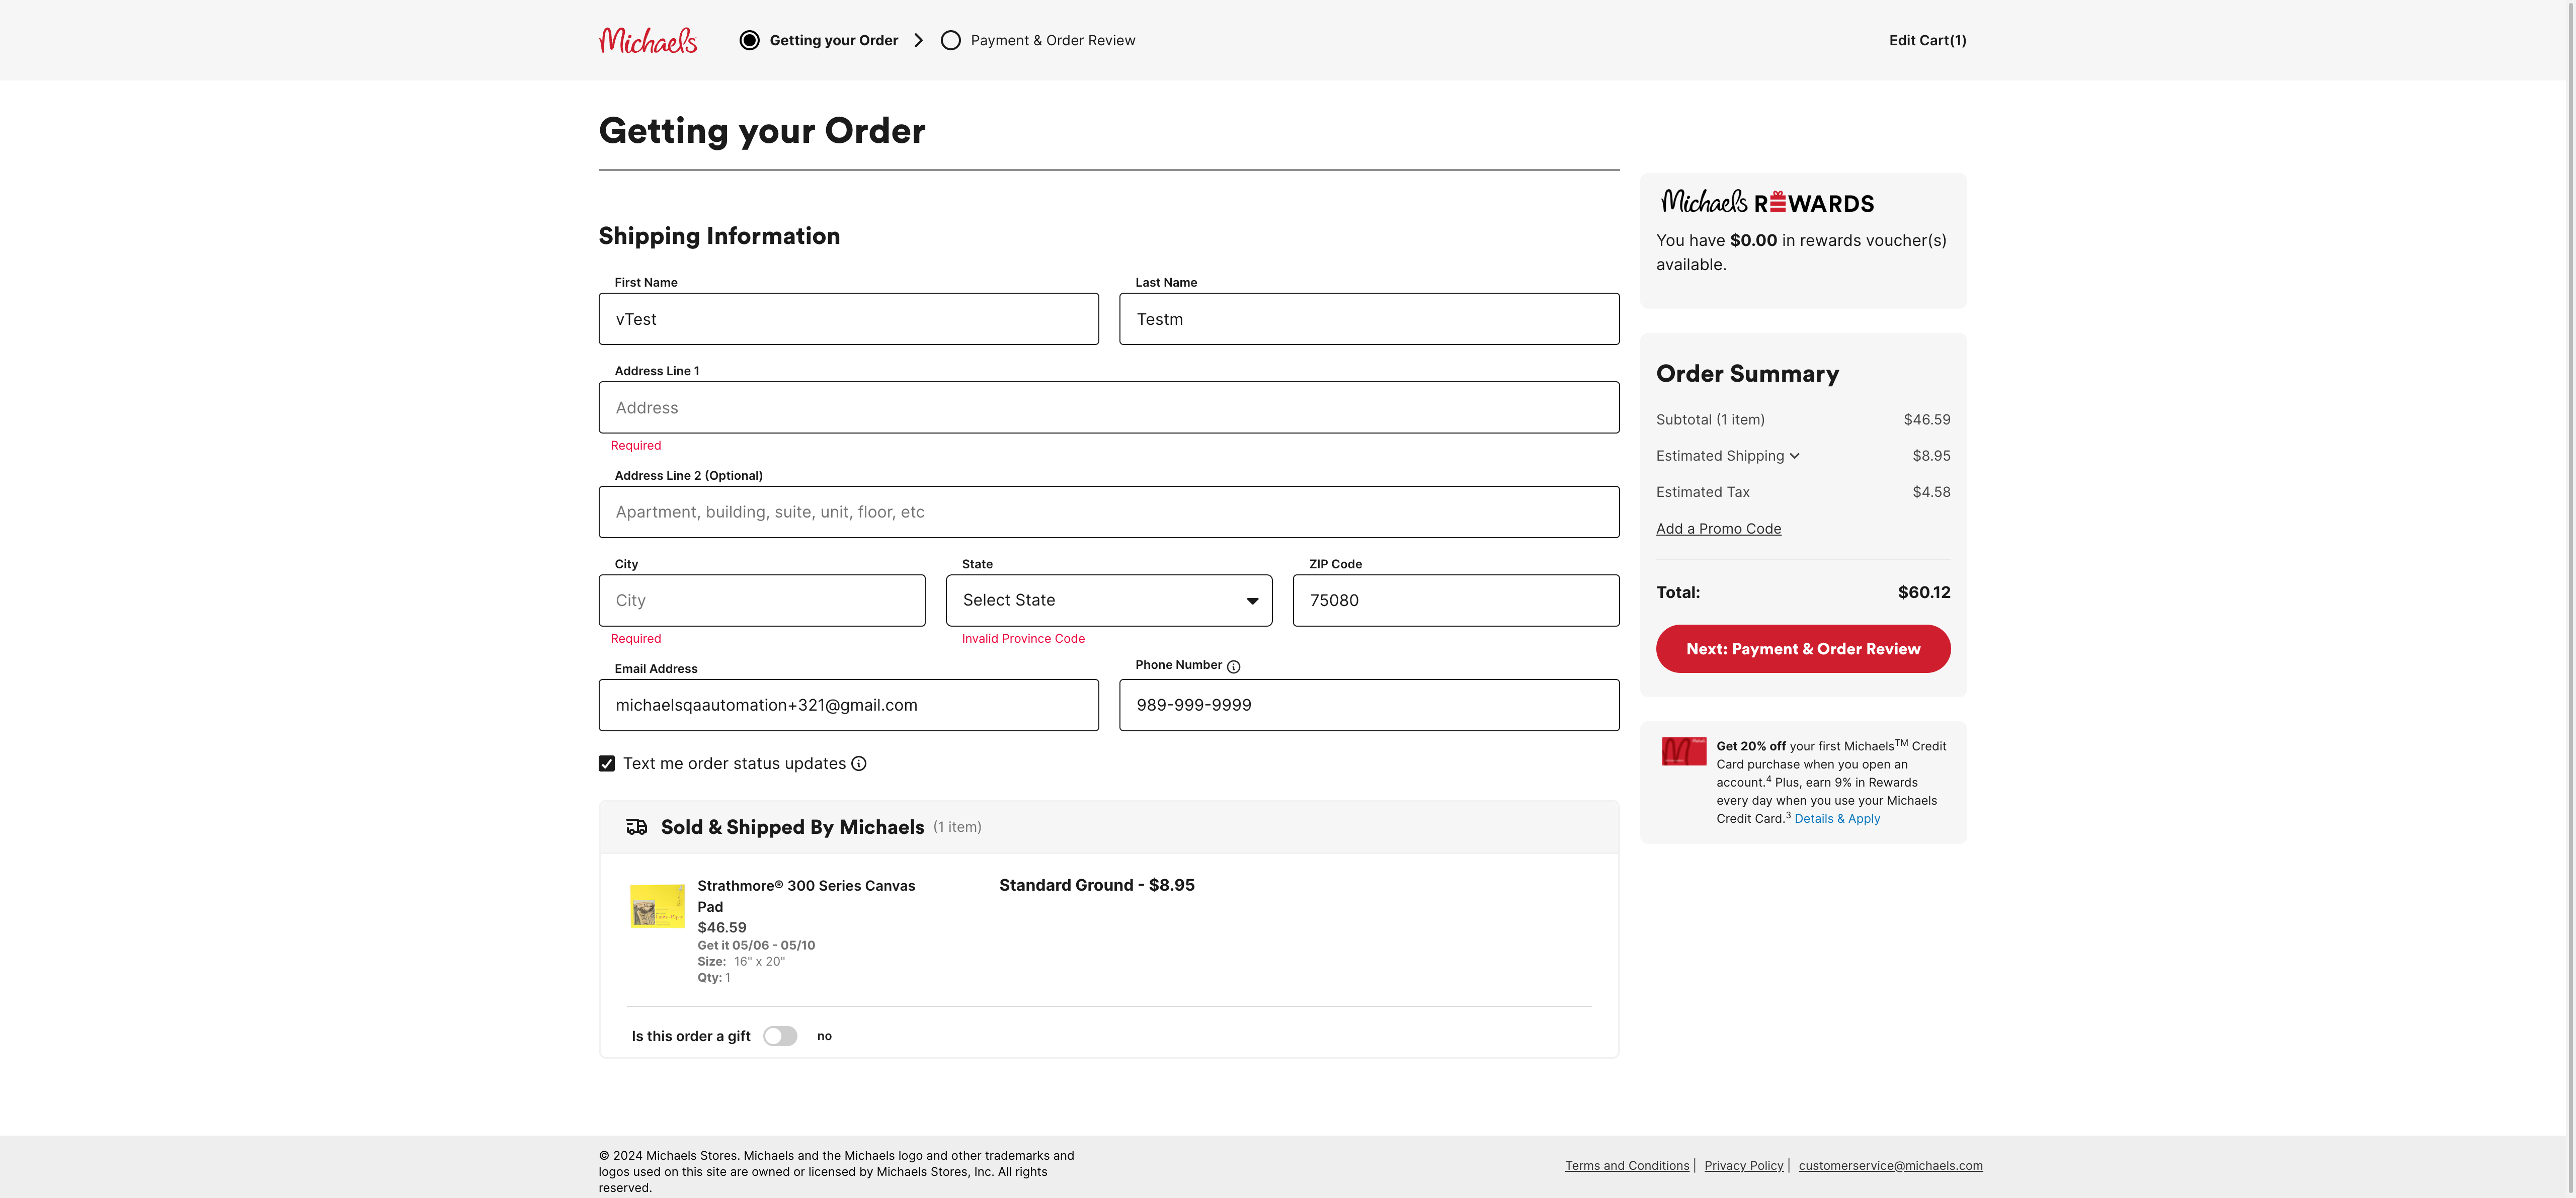 Michaels
Getting your Order
Payment & Order Review
Edit Cart(1)
Getting your Order
Shipping Information
First Name
Last Name
vTest
Testm
Address Line 1
Address
Required
Address Line 2 (Optional)
Apartment, building, suite, unit, floor, etc
City
State
ZIP Code
City
Select State
75080
Required
Invalid Province Code
Email Address
Phone Number
michaelsqaautomation+321@gmail.com
989-999-9999
Text me order status updates
Sold & Shipped By Michaels (1 item)
Strathmore® 300 Series Canvas
Pad
$46.59
Get it 05/06 - 05/10
Size: 16" x 20"
Qty: 1
Standard Ground - $8.95
Is this order a gift
no
Michaels REWARDS
You have $0.00 in rewards voucher(s)
available.
Order Summary
Subtotal (1 item) $46.59
Estimated Shipping $8.95
Estimated Tax $4.58
Add a Promo Code
Total: $60.12
Next: Payment & Order Review
Get 20% off your first Michaels™ Credit
Card purchase when you open an
account.⁴ Plus, earn 9% in Rewards
every day when you use your Michaels
Credit Card.³ Details & Apply
© 2024 Michaels Stores. Michaels and the Michaels logo and other trademarks and
logos used on this site are owned or licensed by Michaels Stores, Inc. All rights
reserved.
Terms and Conditions | Privacy Policy | customerservice@michaels.com